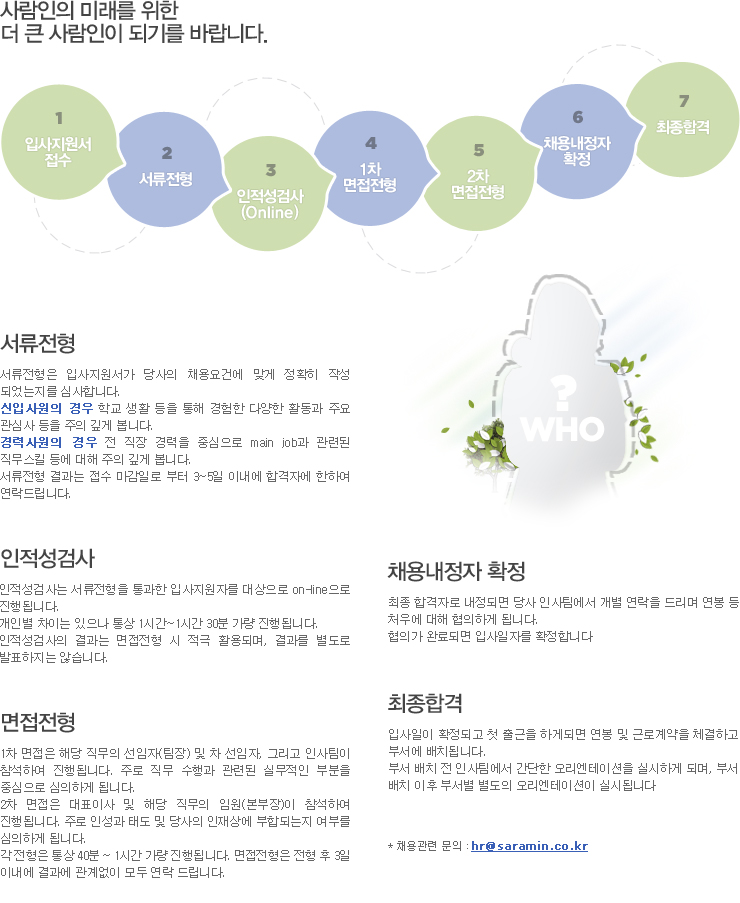 사람인의 미래를 위한
더 큰 사람인이 되기를 바랍니다.
1
입사지원서
접수
2
서류전형
3
인적성검사
(Online)
4
1차
면접전형
5
2차
면접전형
6
채용내정자
확정
7
최종합격
?
WHO
서류전형
서류전형은 입사지원서가 당사의 채용요건에 맞게 정확히 작성
되었는지를 심사합니다.
신입사원의 경우 학교 생활 등을 통해 경험한 다양한 활동과 주요
관심사 등을 주의 깊게 봅니다.
경력사원의 경우 전 직장 경력을 중심으로 main job과 관련된
직무스킬 등에 대해 주의 깊게 봅니다.
서류전형 결과는 접수 마감일로 부터 3~5일 이내에 합격자에 한하여
연락드립니다.
인적성검사
인적성검사는 서류전형을 통과한 입사지원자를 대상으로 on-line으로
진행됩니다.
개인별 차이는 있으나 통상 1시간~1시간 30분 가량 진행됩니다.
인적성검사의 결과는 면접전형 시 적극 활용되며, 결과를 별도로
발표하지는 않습니다.
면접전형
1차 면접은 해당 직무의 선임자(팀장) 및 차 선임자, 그리고 인사팀이
참석하여 진행됩니다. 주로 직무 수행과 관련된 실무적인 부분을
중심으로 심의하게 됩니다.
2차 면접은 대표이사 및 해당 직무의 임원(본부장)이 참석하여
진행됩니다. 주로 인성과 태도 및 당사의 인재상에 부합되는지 여부를
심의하게 됩니다.
각 전형은 통상 40분 ~ 1시간 가량 진행됩니다. 면접전형은 전형 후 3일
이내에 결과에 관계없이 모두 연락 드립니다.
채용내정자 확정
최종 합격자로 내정되면 당사 인사팀에서 개별 연락을 드리며 연봉 등
처우에 대해 협의하게 됩니다.
협의가 완료되면 입사일자를 확정합니다
최종합격
입사일이 확정되고 첫 출근을 하게되면 연봉 및 근로계약을 체결하고
부서에 배치됩니다.
부서 배치 전 인사팀에서 간단한 오리엔테이션을 실시하게 되며, 부서
배치 이후 부서별 별도의 오리엔테이션이 실시됩니다
* 채용관련 문의 : hr@saramin.co.kr